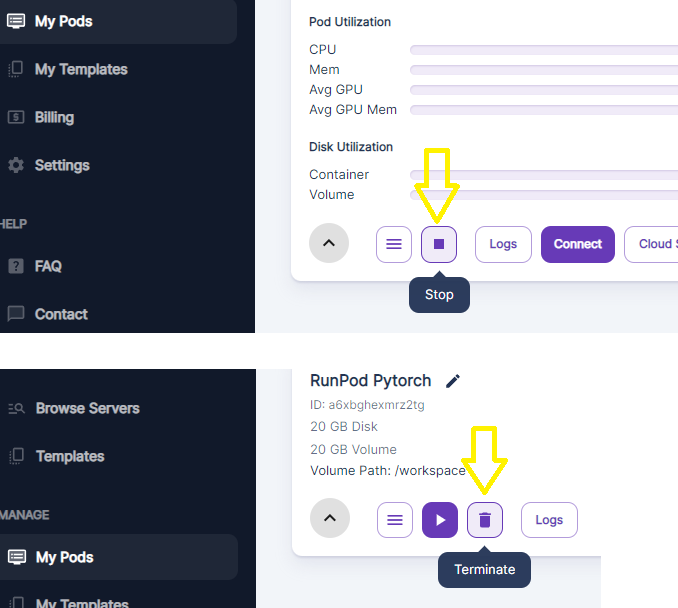 My Pods
My Templates
Billing
Settings
HELP
FAQ
Contact
Pod Utilization
CPU
Mem
Avg GPU
Avg GPU Mem
Disk Utilization
Container
Volume
Logs
Connect
Cloud S
Stop
Browse Servers
Templates
MANAGE
My Pods
My Templates
RunPod Pytorch
ID: a6xbghexmrz2tg
20 GB Disk
20 GB Volume
Volume Path: /workspace
Logs
Terminate